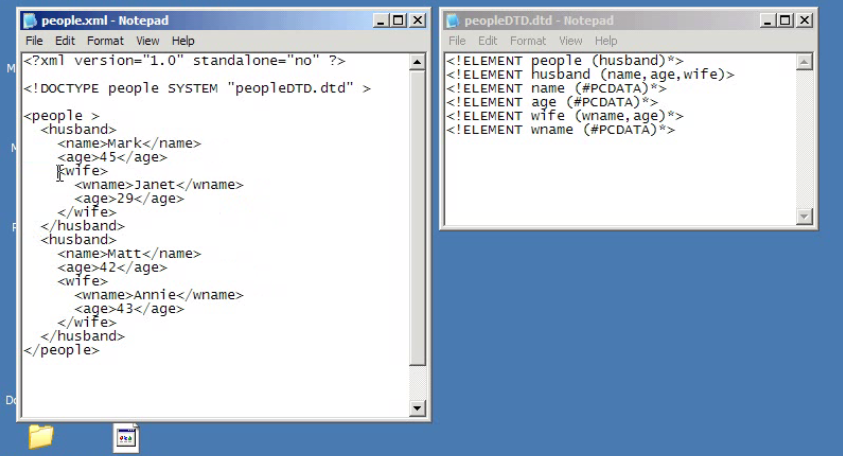 people.xml - Notepad
File Edit Format View Help
<?xml version="1.0" standalone="no" ?>
<!DOCTYPE people SYSTEM "peopleDTD.dtd" >
<people >
<husband>
<name>Mark</name>
<age>45</age>
<wife>
<wname>Janet</wname>
<age>29</age>
</wife>
</husband>
<husband>
<name>Matt</name>
<age>42</age>
<wife>
<wname>Annie</wname>
<age>43</age>
</wife>
</husband>
</people>
peopleDTD.dtd - Notepad
File Edit Format View Help
<!ELEMENT people (husband)*>
<!ELEMENT husband (name,age,wife)>
<!ELEMENT name (#PCDATA)*>
<!ELEMENT age (#PCDATA)*>
<!ELEMENT wife (wname,age)*>
<!ELEMENT wname (#PCDATA)*>